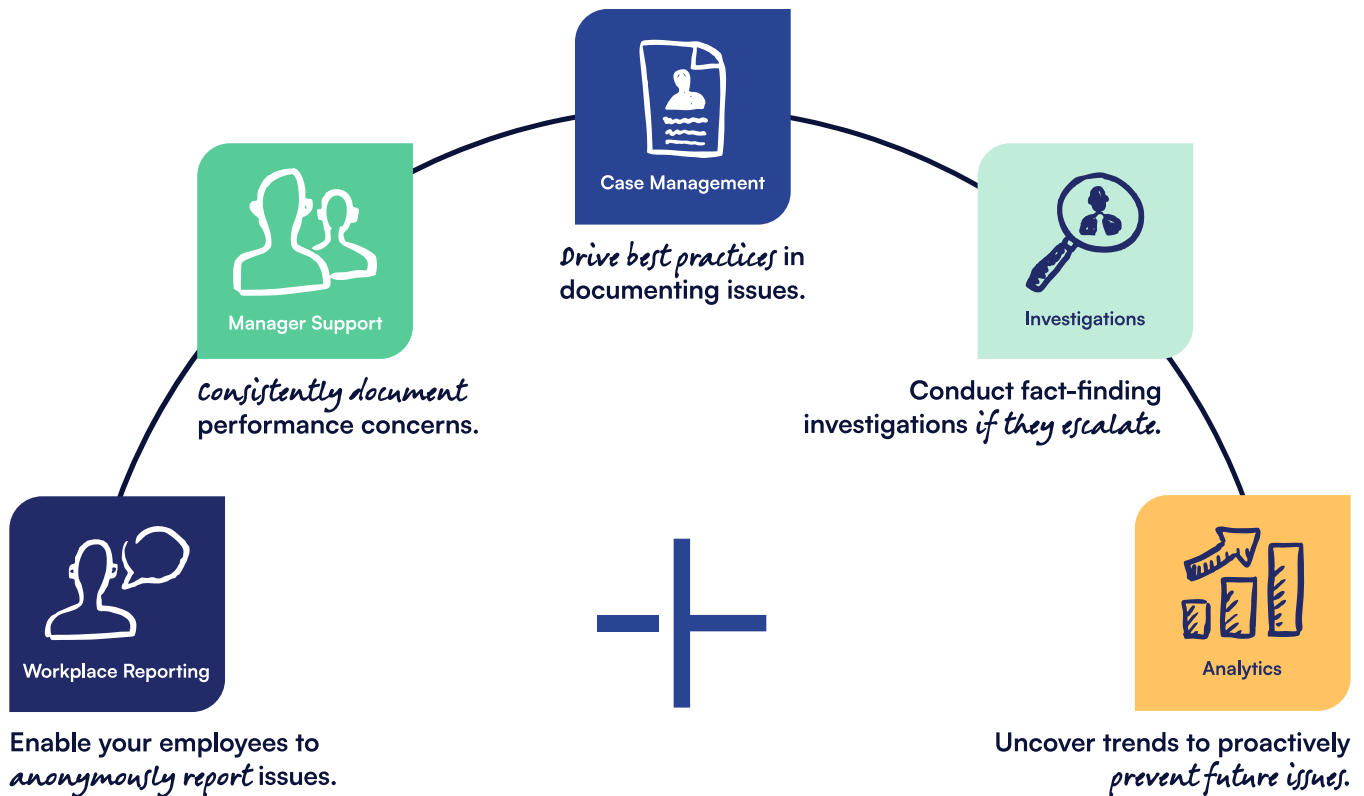 Case Management
Drive best practices in
documenting issues.
Manager Support
Consistently document
performance concerns.
Investigations
Conduct fact-finding
investigations if they escalate.
Workplace Reporting
Enable your employees to
anonymously report issues.
Analytics
Uncover trends to proactively
prevent future issues.